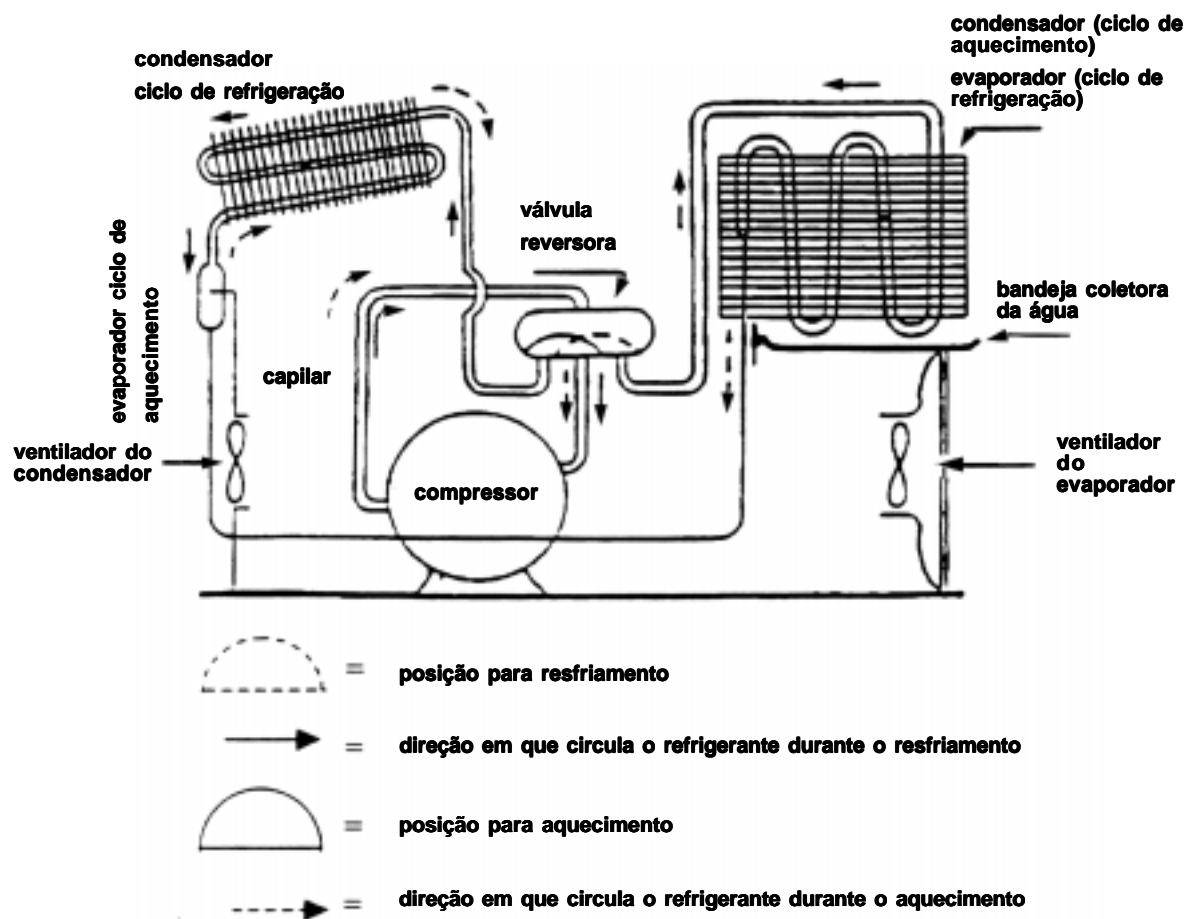 condensador (ciclo de
aquecimento)
evaporador (ciclo de
refrigeração)
condensador
ciclo de refrigeração
válvula
reversora
evaporador ciclo de
aquecimento
bandeja coletora
da água
capilar
ventilador do
condensador
compressor
ventilador
do
evaporador
= posição para resfriamento
= direção em que circula o refrigerante durante o resfriamento
= posição para aquecimento
= direção em que circula o refrigerante durante o aquecimento